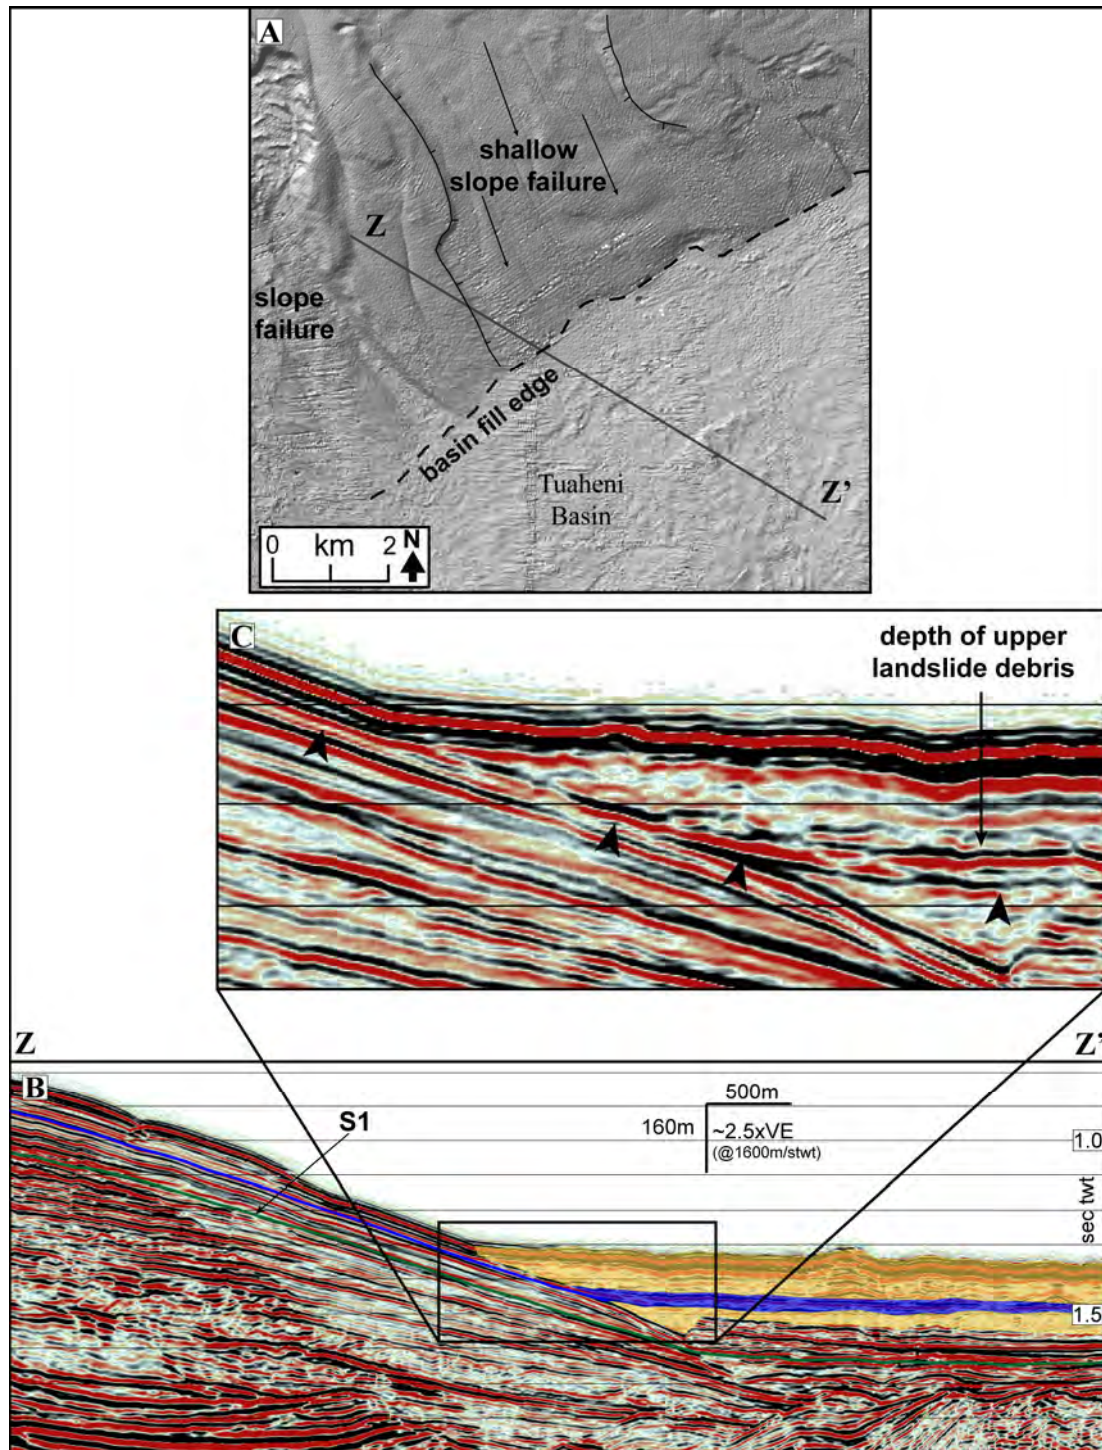 A
shallow
slope failure
Z
slope
failure
basin fill edge
Tuaheni
Basin
Z'
0 km 2 N
C
depth of upper
landslide debris
Z Z'
B
S1
500m
160m
~2.5xVE
(@1600m/stwt)
1.0
sec twt
1.5